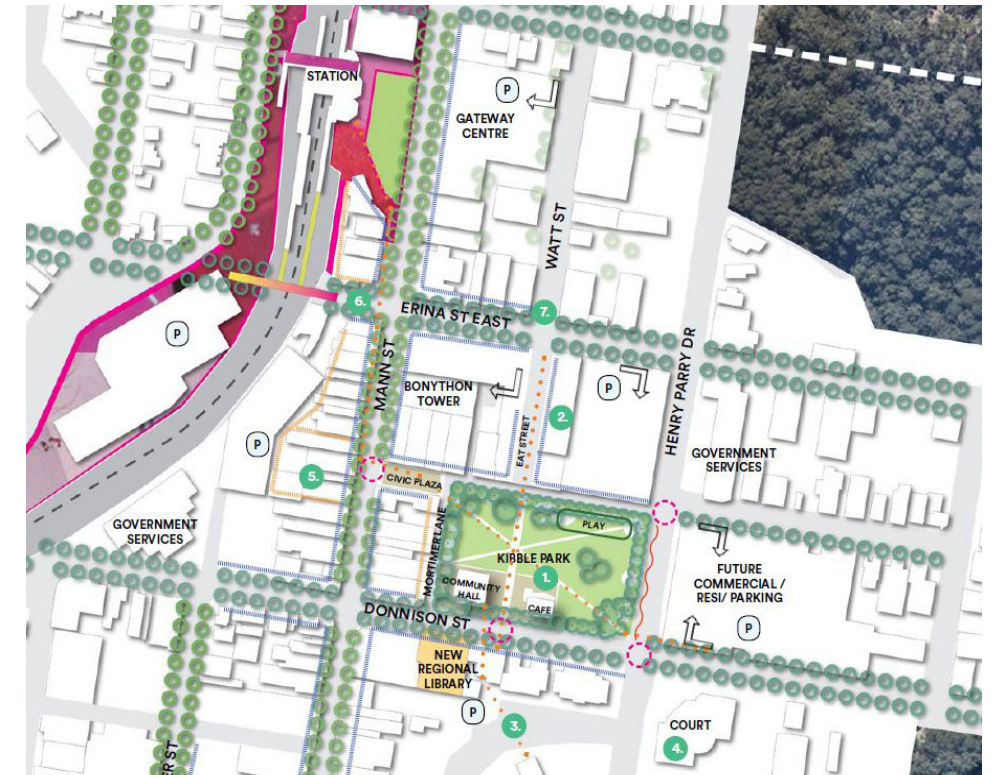 STATION
P
GATEWAY
CENTRE
WATT ST
6.
ERINA ST EAST
7.
MANN ST
HENRY PARRY DR
P
BONYTHON
TOWER
P
2.
EAT STREET
P
5.
CIVIC PLAZA
GOVERNMENT
SERVICES
GOVERNMENT
SERVICES
PLAY
MORTIMER LANE
KIBBLE PARK
1.
COMMUNITY
HALL
CAFE
FUTURE
COMMERCIAL /
RESI/ PARKING
P
DONNISON ST
NEW
REGIONAL
LIBRARY
P
3.
COURT
4.
ER ST